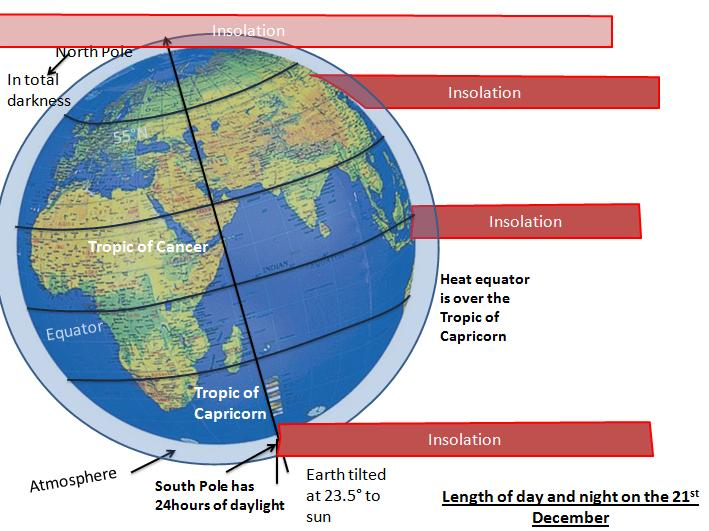 Insolation
North Pole
In total
darkness
Insolation
55°N
Insolation
Tropic of Cancer
INDIAN
Heat equator
is over the
Tropic of
Capricorn
Equator
Tropic of
Capricorn
Insolation
Atmosphere
South Pole has
24hours of daylight
Earth tilted
at 23.5° to
sun
Length of day and night on the 21st
December